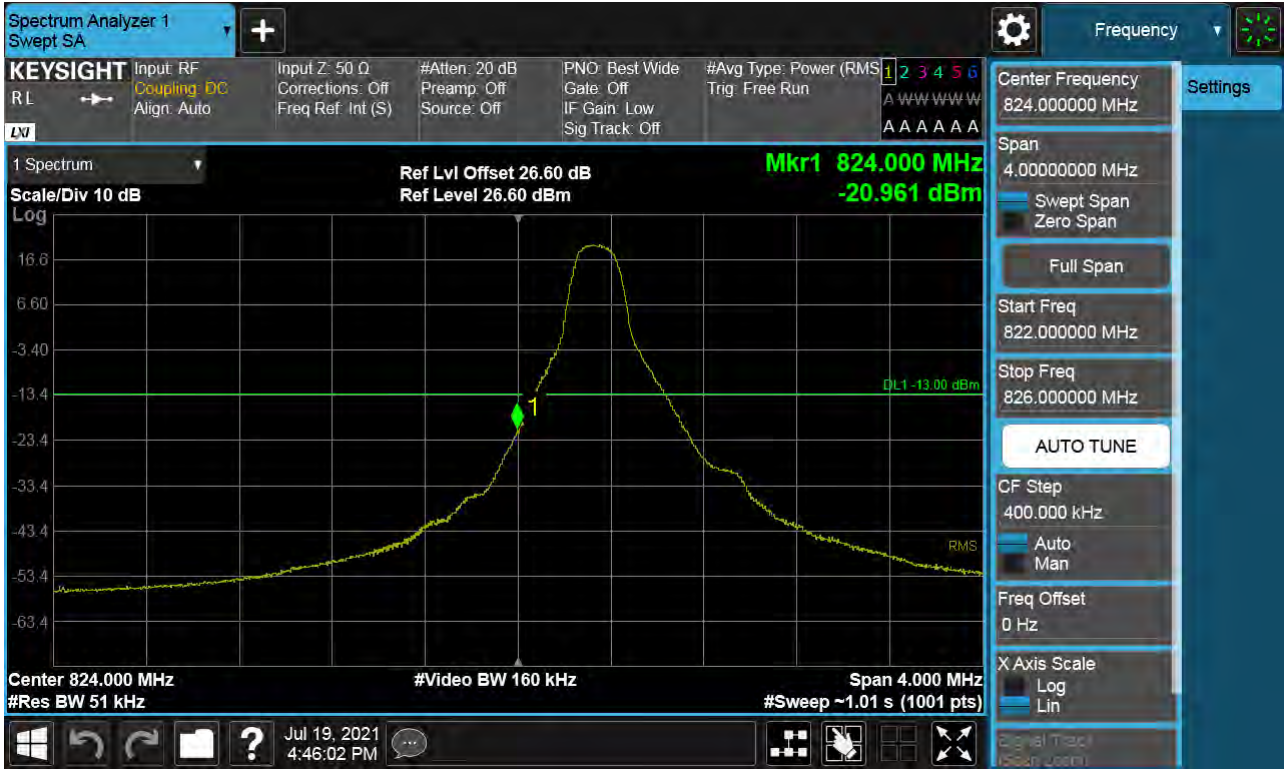 Spectrum Analyzer 1
Swept SA
+
Frequency
KEYSIGHT
RL
LXI
Input: RF
Coupling: DC
Align: Auto
Input Z: 50 Ω
Corrections: Off
Freq Ref: Int (S)
#Atten: 20 dB
Preamp: Off
Source: Off
PNO: Best Wide
Gate: Off
IF Gain: Low
Sig Track: Off
#Avg Type: Power (RMS
Trig: Free Run
1 2 3 4 5 6
A W W W W W
A A A A A A
1 Spectrum
Scale/Div 10 dB
Log
Ref Lvl Offset 26.60 dB
Ref Level 26.60 dBm
Mkr1 824.000 MHz
-20.961 dBm
16.6
6.60
-3.40
-13.4
-23.4
-33.4
-43.4
-53.4
-63.4
DL1 -13.00 dBm
1
RMS
Center 824.000 MHz
#Res BW 51 kHz
#Video BW 160 kHz
Span 4.000 MHz
#Sweep ~1.01 s (1001 pts)
Center Frequency
824.000000 MHz
Span
4.00000000 MHz
Swept Span
Zero Span
Full Span
Start Freq
822.000000 MHz
Stop Freq
826.000000 MHz
AUTO TUNE
CF Step
400.000 kHz
Auto
Man
Freq Offset
0 Hz
X Axis Scale
Log
Lin
Signal Track
(Span Zoom)
Settings
?
Jul 19, 2021
4:46:02 PM